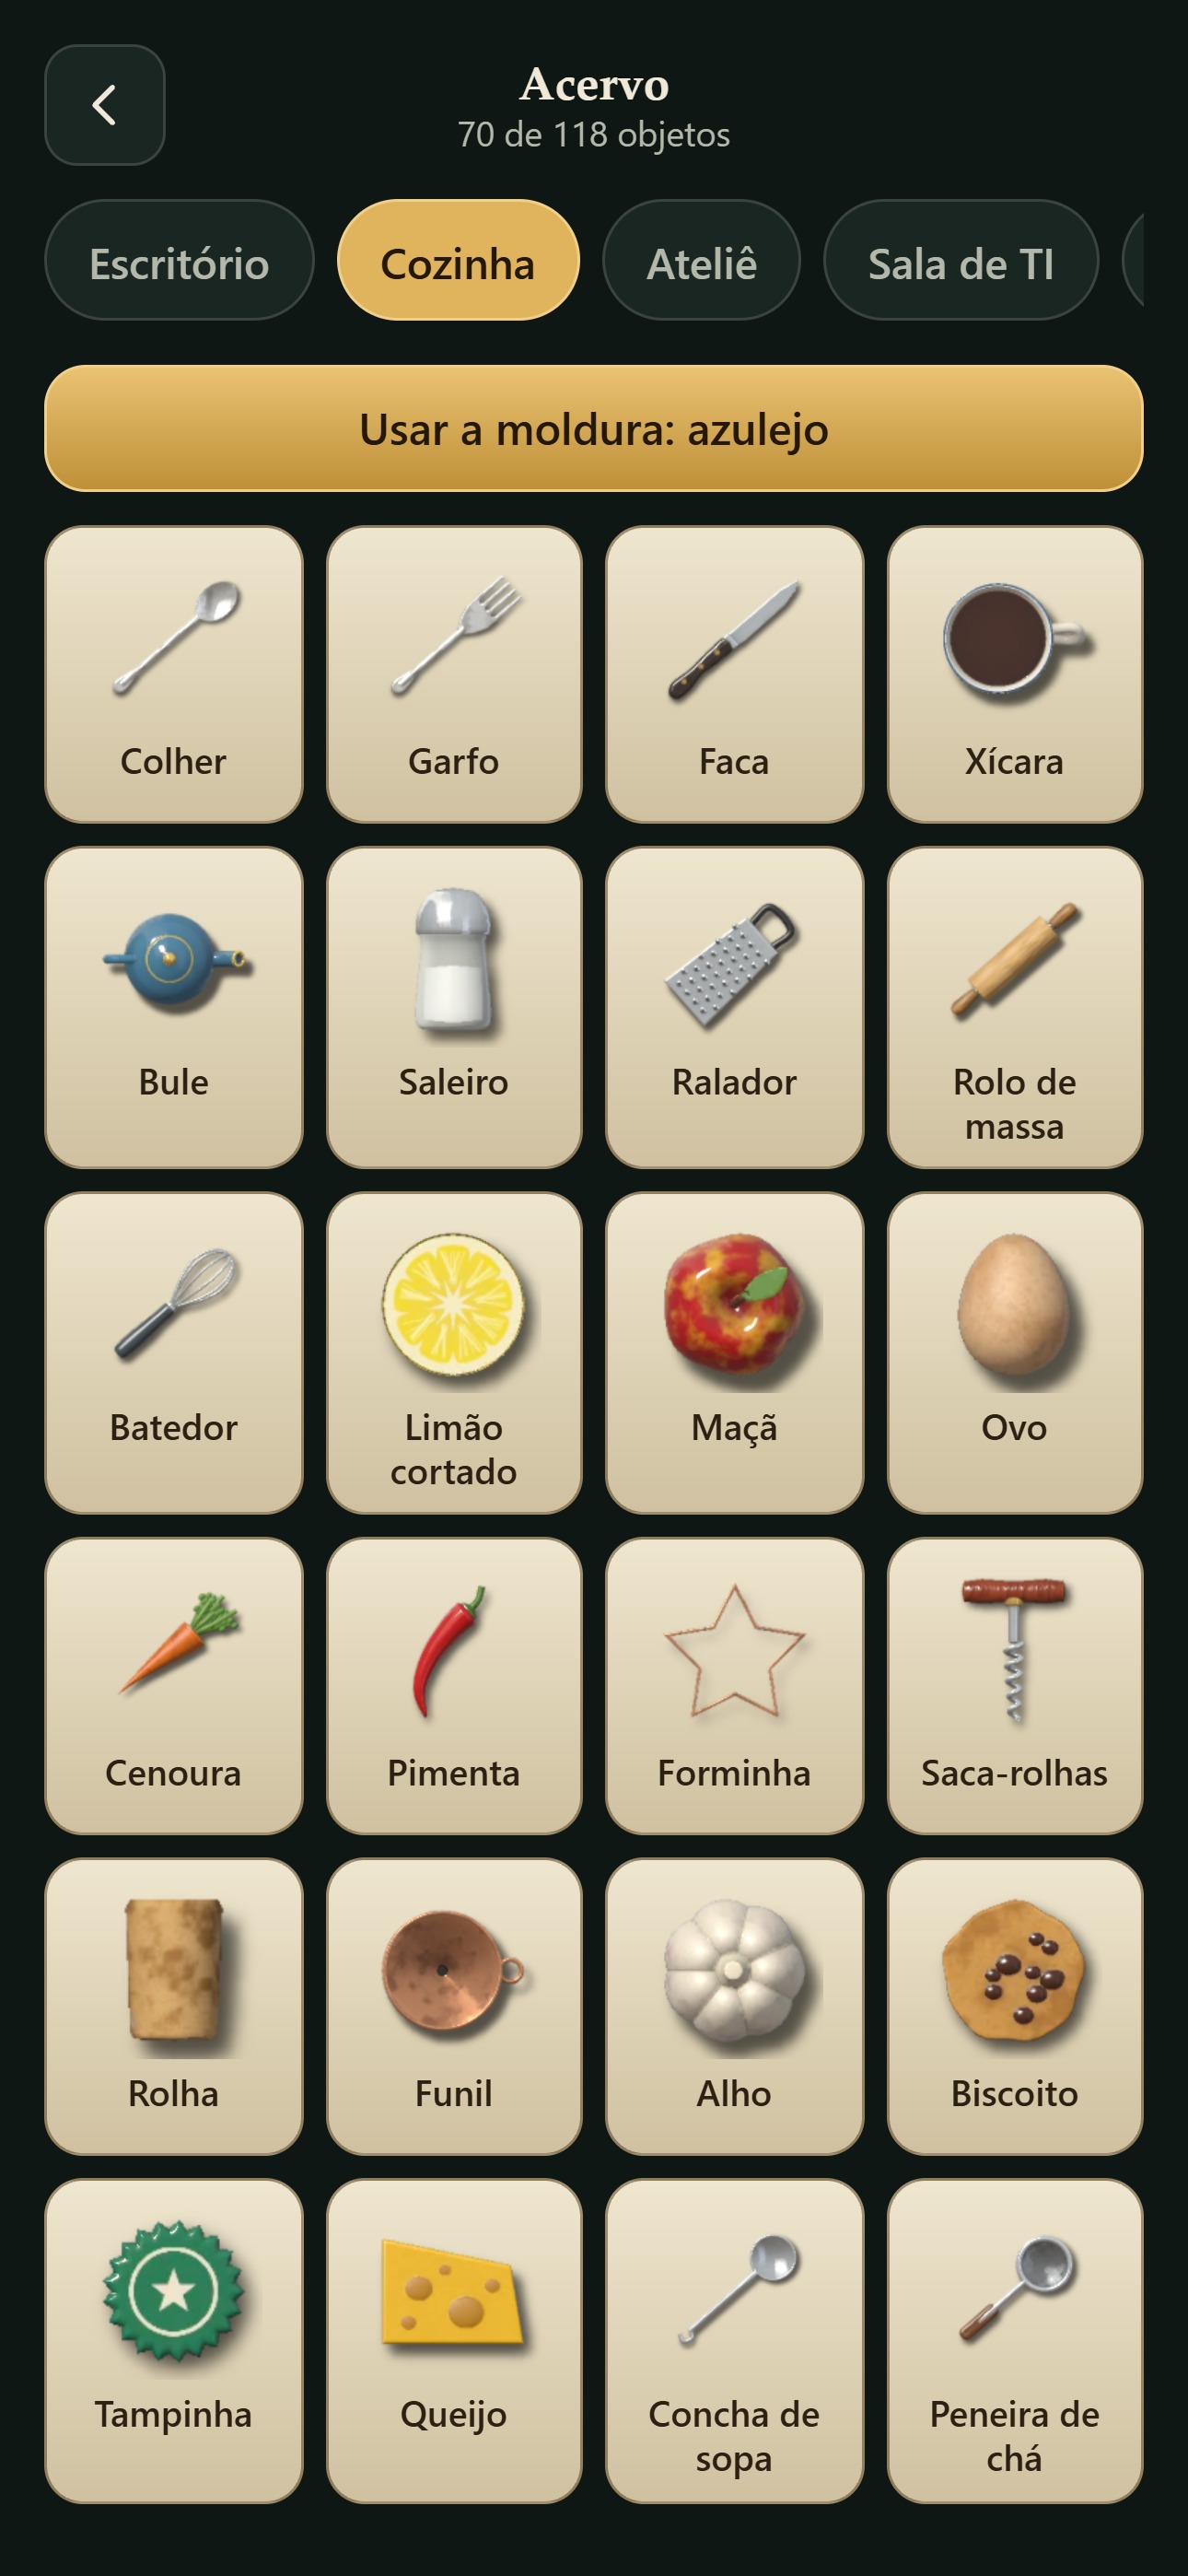 Acervo
70 de 118 objetos
Escritório
Cozinha
Ateliê
Sala de TI
Usar a moldura: azulejo
Colher
Garfo
Faca
Xícara
Bule
Saleiro
Ralador
Rolo de
massa
Batedor
Limão
cortado
Maçã
Ovo
Cenoura
Pimenta
Forminha
Saca-rolhas
Rolha
Funil
Alho
Biscoito
Tampinha
Queijo
Concha de
sopa
Peneira de
chá